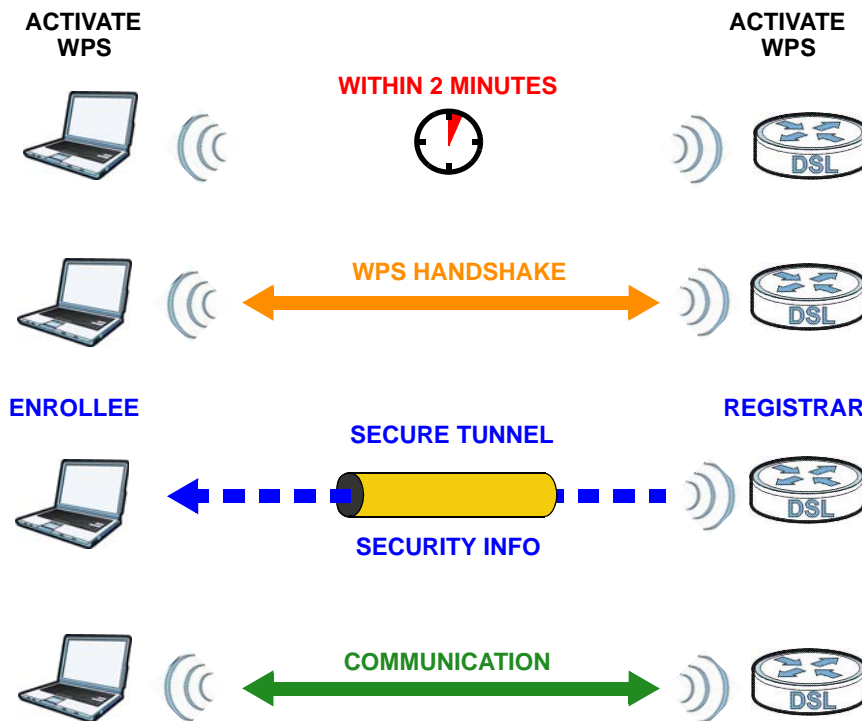 ACTIVATE
WPS
ACTIVATE
WPS
WITHIN 2 MINUTES
DSL
WPS HANDSHAKE
DSL
ENROLLEE
REGISTRAR
SECURE TUNNEL
DSL
SECURITY INFO
COMMUNICATION
DSL